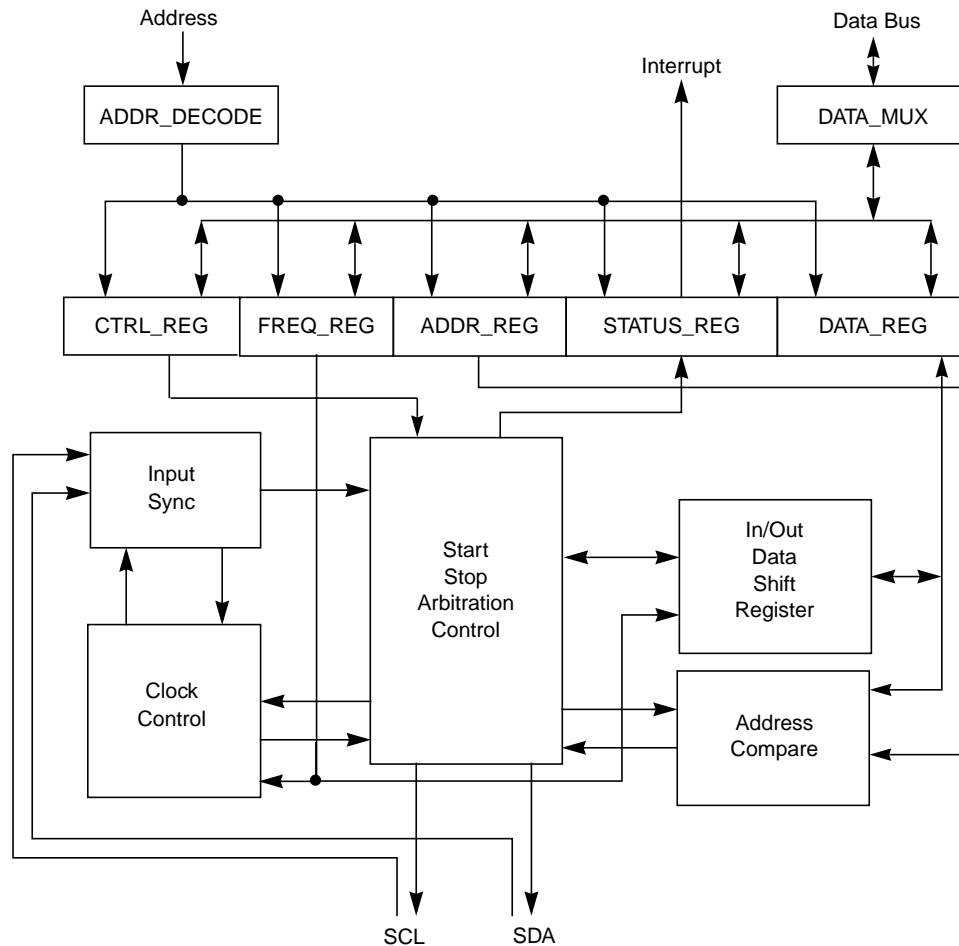 Address
Data Bus
Interrupt
ADDR_DECODE
DATA_MUX
CTRL_REG
FREQ_REG
ADDR_REG
STATUS_REG
DATA_REG
Input
Sync
Start
Stop
Arbitration
Control
In/Out
Data
Shift
Register
Clock
Control
Address
Compare
SCL
SDA